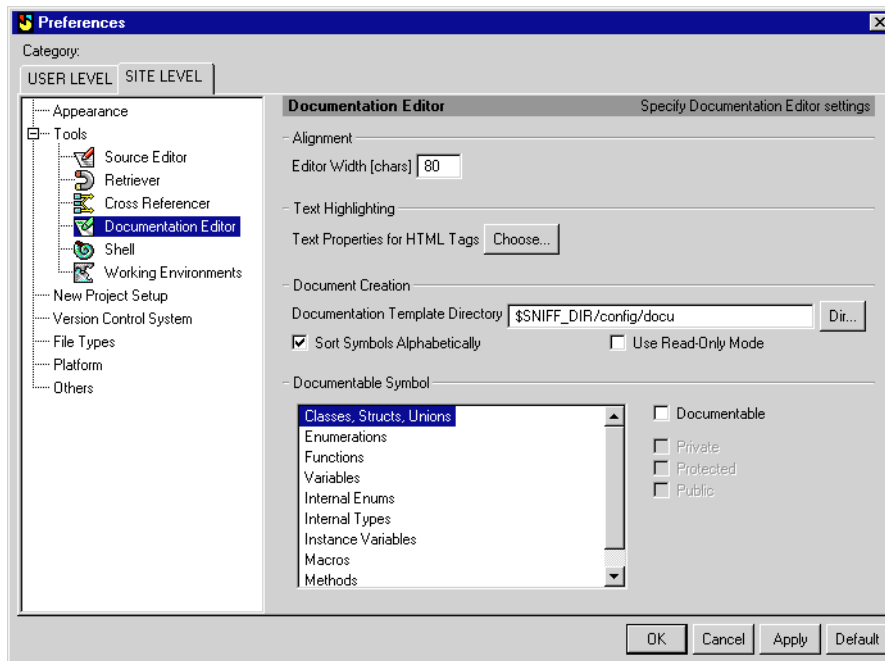 Preferences
Category:
USER LEVEL SITE LEVEL
Appearance
Tools
Source Editor
Retriever
Cross Referencer
Documentation Editor
Shell
Working Environments
New Project Setup
Version Control System
File Types
Platform
Others
Documentation Editor Specify Documentation Editor settings
Alignment
Editor Width [chars] 80
Text Highlighting
Text Properties for HTML Tags Choose...
Document Creation
Documentation Template Directory $SNIFF_DIR/config/docu Dir...
Sort Symbols Alphabetically Use Read-Only Mode
Documentable Symbol
Classes, Structs, Unions
Enumerations
Functions
Variables
Internal Enums
Internal Types
Instance Variables
Macros
Methods
Documentable
Private
Protected
Public
OK Cancel Apply Default